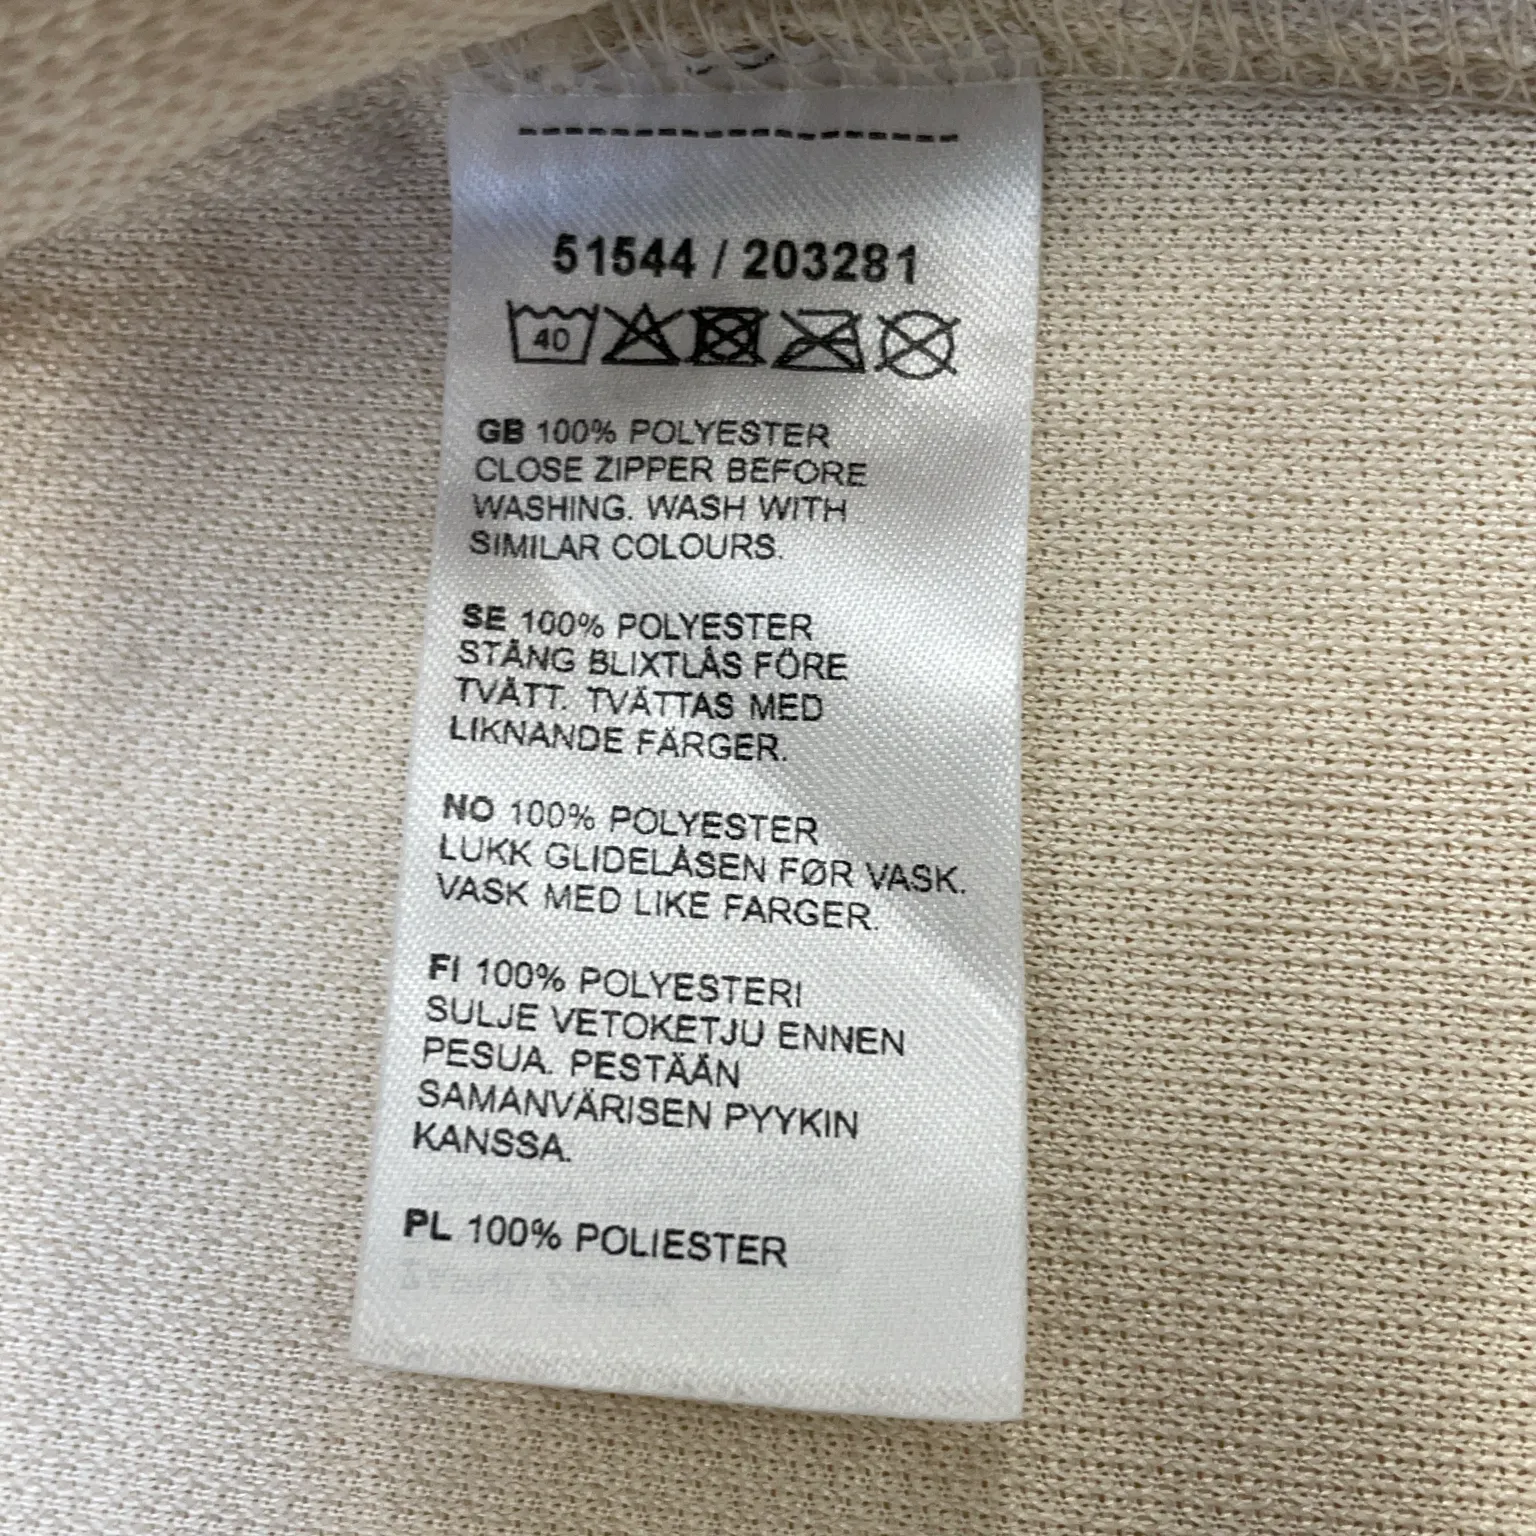 51544 / 203281
40
GB 100% POLYESTER
CLOSE ZIPPER BEFORE
WASHING. WASH WITH
SIMILAR COLOURS.
SE 100% POLYESTER
STÄNG BLIXTLÅS FÖRE
TVÄTT. TVÄTTAS MED
LIKNANDE FÄRGER.
NO 100% POLYESTER
LUKK GLIDELÅSEN FØR VASK.
VASK MED LIKE FARGER.
FI 100% POLYESTERI
SULJE VETOKETJU ENNEN
PESUA. PESTÄÄN
SAMANVÄRISEN PYYKIN
KANSSA.
PL 100% POLIESTER